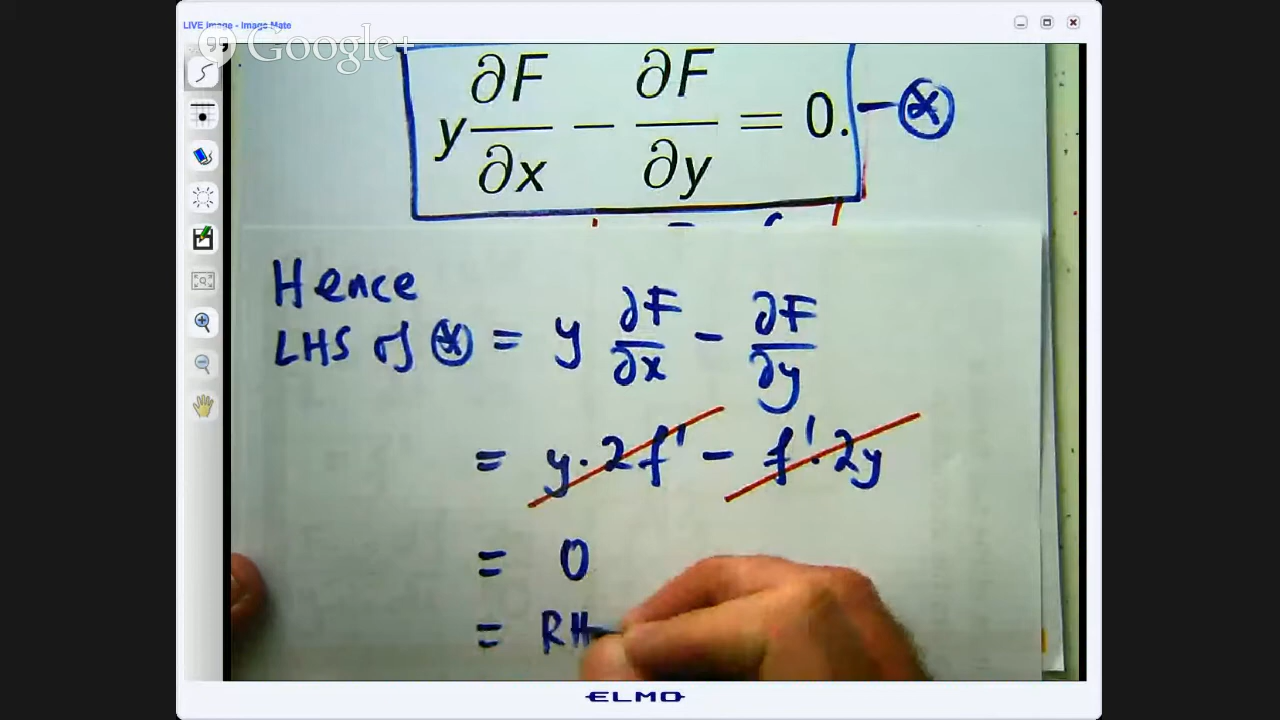 LIVE image - Image Mate
Google+
y ∂F/∂x − ∂F/∂y = 0. — ⊛
Hence
LHS of ⊛ = y ∂F/∂x − ∂F/∂y
= y · 2f' − f' · 2y
= 0
= RH
ELMO